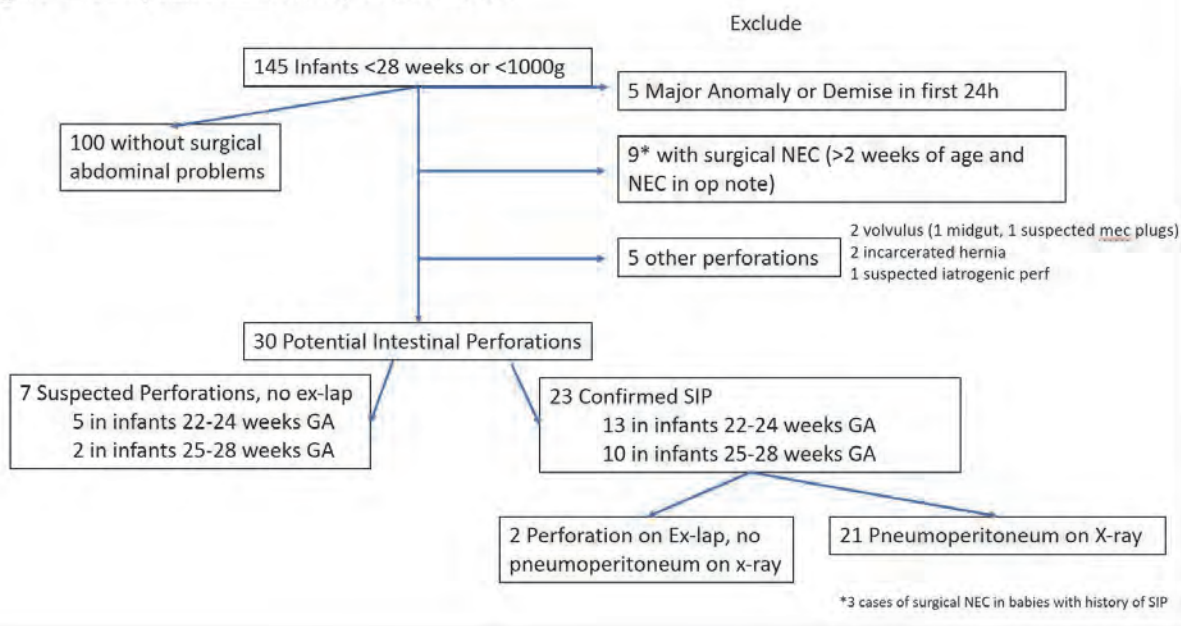 Exclude
145 Infants <28 weeks or <1000g
5 Major Anomaly or Demise in first 24h
100 without surgical
abdominal problems
9* with surgical NEC (>2 weeks of age and
NEC in op note)
5 other perforations
2 volvulus (1 midgut, 1 suspected mec plugs)
2 incarcerated hernia
1 suspected iatrogenic perf
30 Potential Intestinal Perforations
7 Suspected Perforations, no ex-lap
5 in infants 22-24 weeks GA
2 in infants 25-28 weeks GA
23 Confirmed SIP
13 in infants 22-24 weeks GA
10 in infants 25-28 weeks GA
2 Perforation on Ex-lap, no
pneumoperitoneum on x-ray
21 Pneumoperitoneum on X-ray
*3 cases of surgical NEC in babies with history of SIP